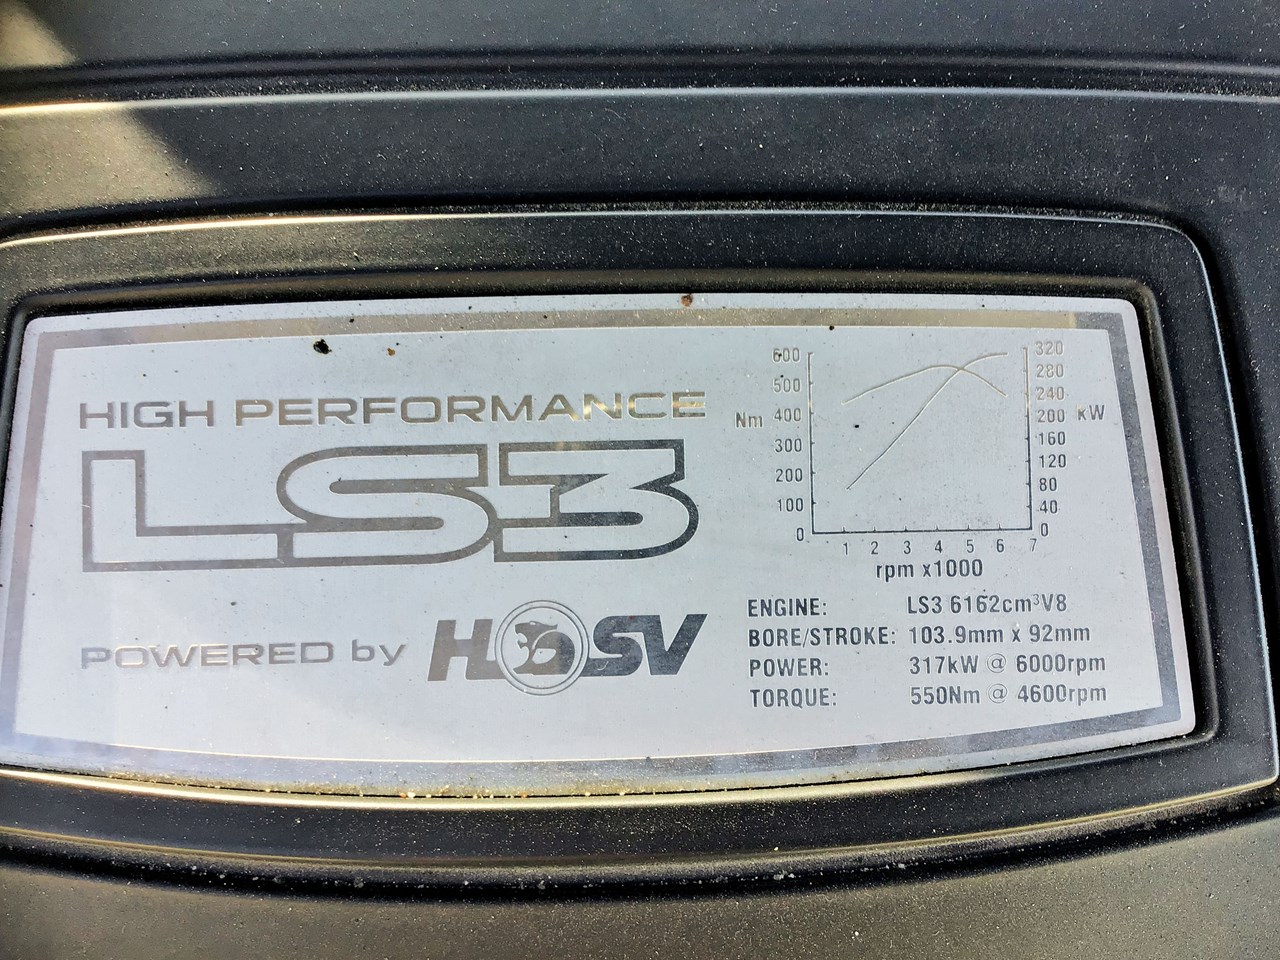 HIGH PERFORMANCE
LS3
POWERED by HSV
Nm
600
500
400
300
200
100
0
320
280
240
200
160
120
80
40
0
kW
1 2 3 4 5 6 7
rpm x1000
ENGINE: LS3 6162cm³V8
BORE/STROKE: 103.9mm x 92mm
POWER: 317kW @ 6000rpm
TORQUE: 550Nm @ 4600rpm